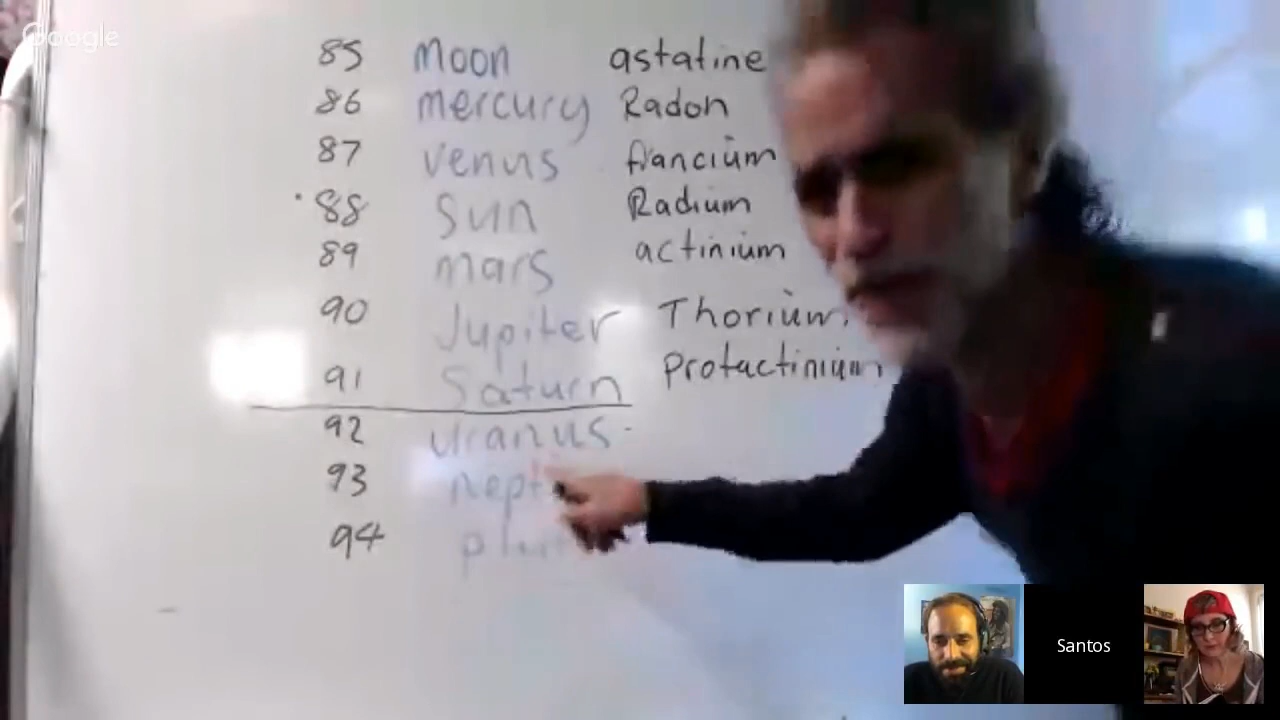 Google
85 Moon astatine
86 mercury Radon
87 venus francium
88 Sun Radium
89 mars actinium
90 Jupiter Thorium
91 Saturn protactinium
92 uranus
93
94
Santos